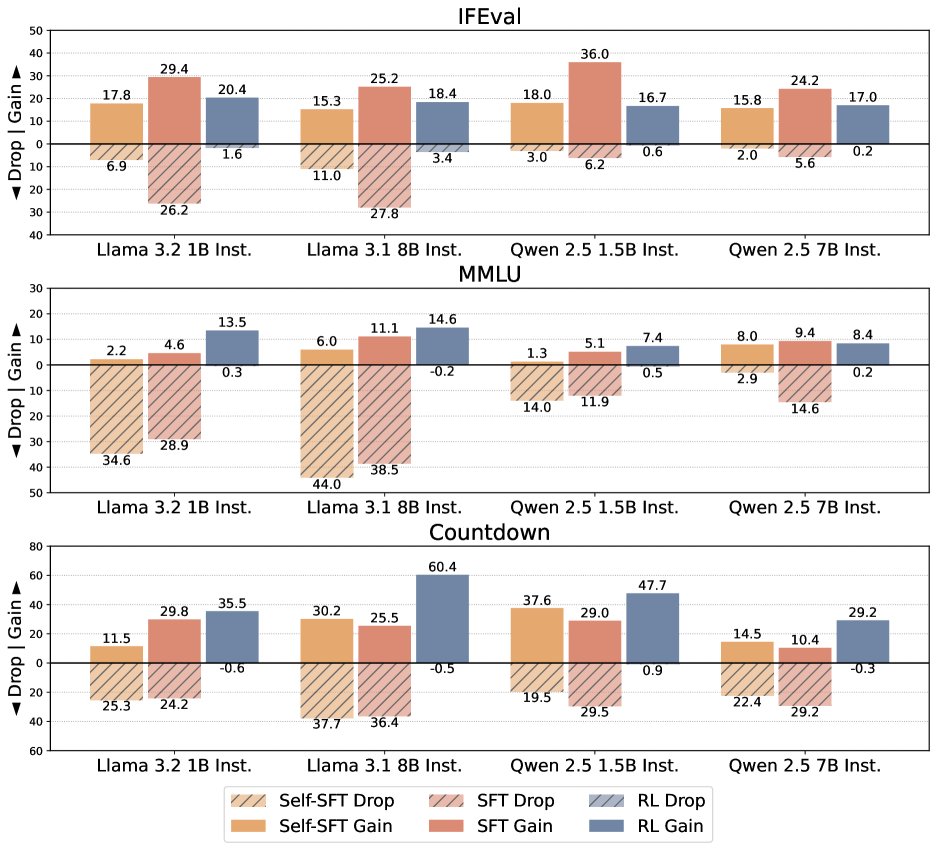 IFEval
50
40
30
20
10
0
10
20
30
40
◄ Drop | Gain ►
17.8 29.4 20.4 15.3 25.2 18.4 18.0 36.0 16.7 15.8 24.2 17.0
6.9 26.2 1.6 11.0 27.8 3.4 3.0 6.2 0.6 2.0 5.6 0.2
Llama 3.2 1B Inst. Llama 3.1 8B Inst. Qwen 2.5 1.5B Inst. Qwen 2.5 7B Inst.
MMLU
30
20
10
0
10
20
30
40
50
◄ Drop | Gain ►
2.2 4.6 13.5 6.0 11.1 14.6 1.3 5.1 7.4 8.0 9.4 8.4
34.6 28.9 0.3 44.0 38.5 -0.2 14.0 11.9 0.5 2.9 14.6 0.2
Llama 3.2 1B Inst. Llama 3.1 8B Inst. Qwen 2.5 1.5B Inst. Qwen 2.5 7B Inst.
Countdown
80
60
40
20
0
20
40
60
◄ Drop | Gain ►
11.5 29.8 35.5 30.2 25.5 60.4 37.6 29.0 47.7 14.5 10.4 29.2
25.3 24.2 -0.6 37.7 36.4 -0.5 19.5 29.5 0.9 22.4 29.2 -0.3
Llama 3.2 1B Inst. Llama 3.1 8B Inst. Qwen 2.5 1.5B Inst. Qwen 2.5 7B Inst.
Self-SFT Drop SFT Drop RL Drop
Self-SFT Gain SFT Gain RL Gain